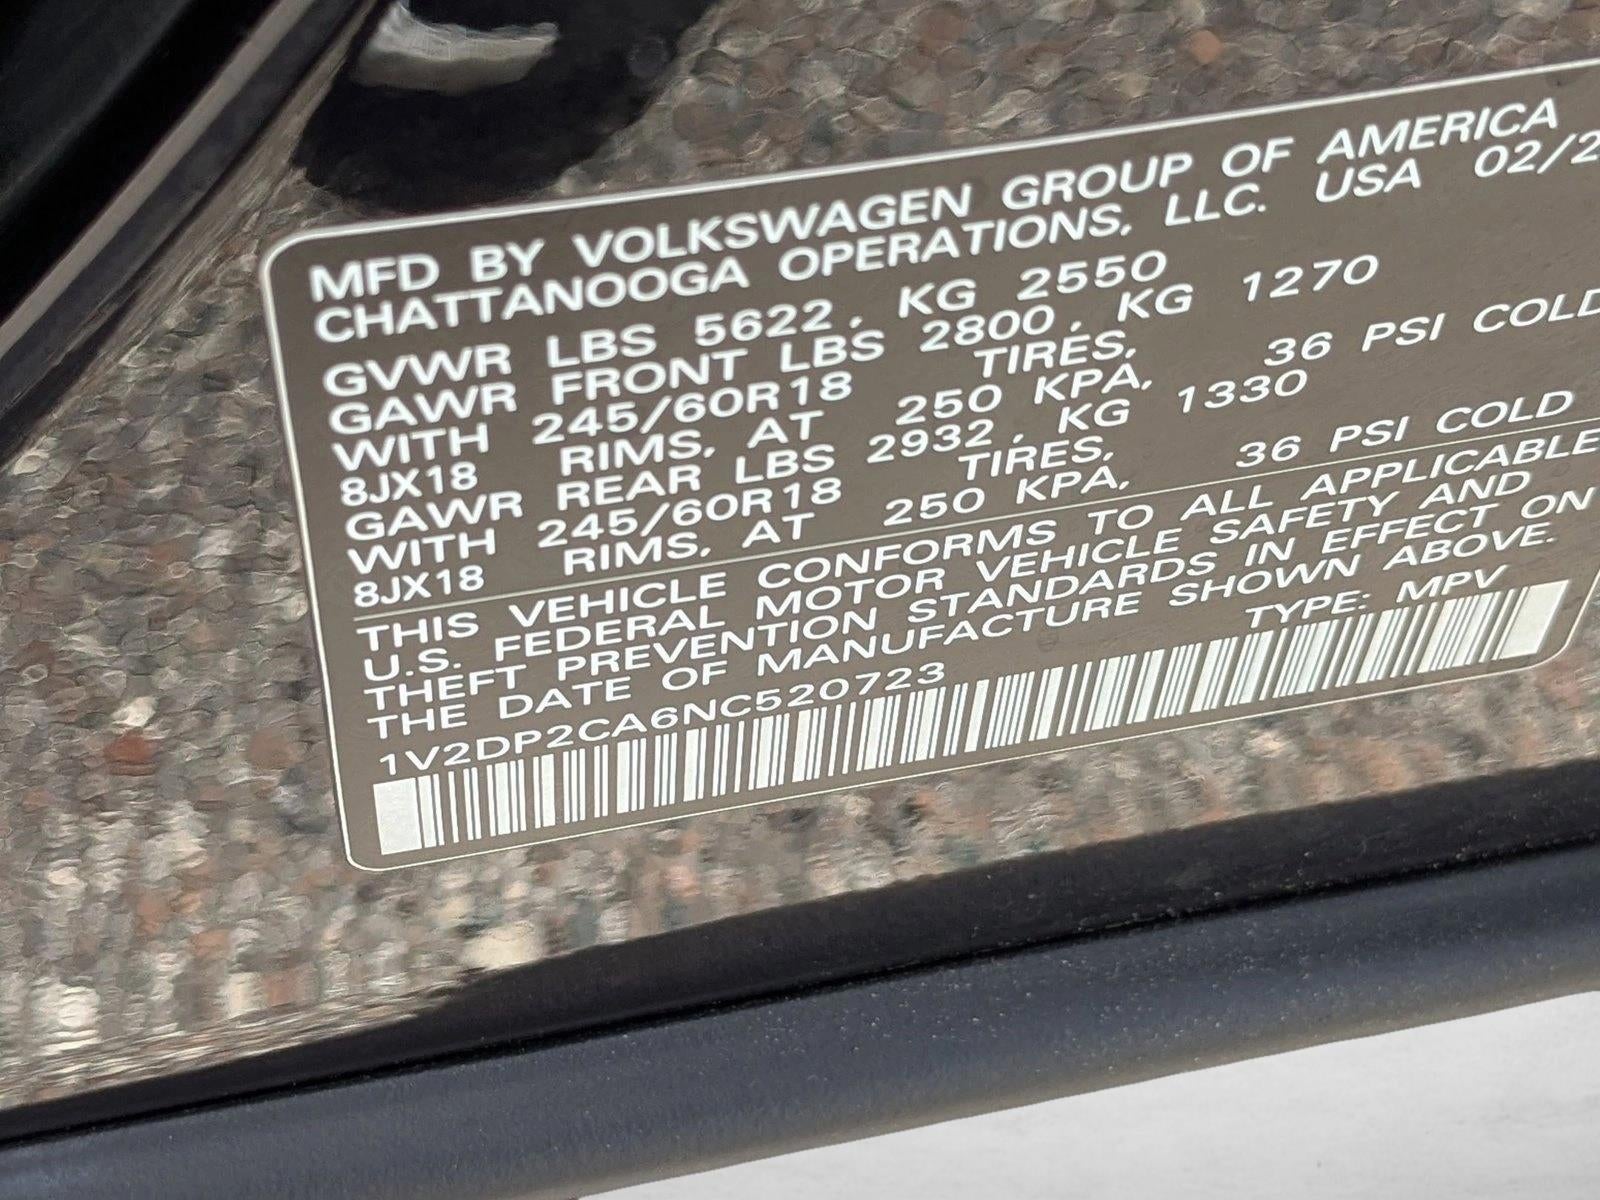 MFD BY VOLKSWAGEN GROUP OF AMERICA
CHATTANOOGA OPERATIONS, LLC. USA 02/2
GVWR LBS 5622, KG 2550
GAWR FRONT LBS 2800, KG 1270
WITH 245/60R18 TIRES,
8JX18 RIMS, AT 250 KPA, 36 PSI COLD
GAWR REAR LBS 2932, KG 1330
WITH 245/60R18 TIRES,
8JX18 RIMS, AT 250 KPA, 36 PSI COLD
THIS VEHICLE CONFORMS TO ALL APPLICABLE
U.S. FEDERAL MOTOR VEHICLE SAFETY AND
THEFT PREVENTION STANDARDS IN EFFECT ON
THE DATE OF MANUFACTURE SHOWN ABOVE.
1V2DP2CA6NC520723 TYPE: MPV